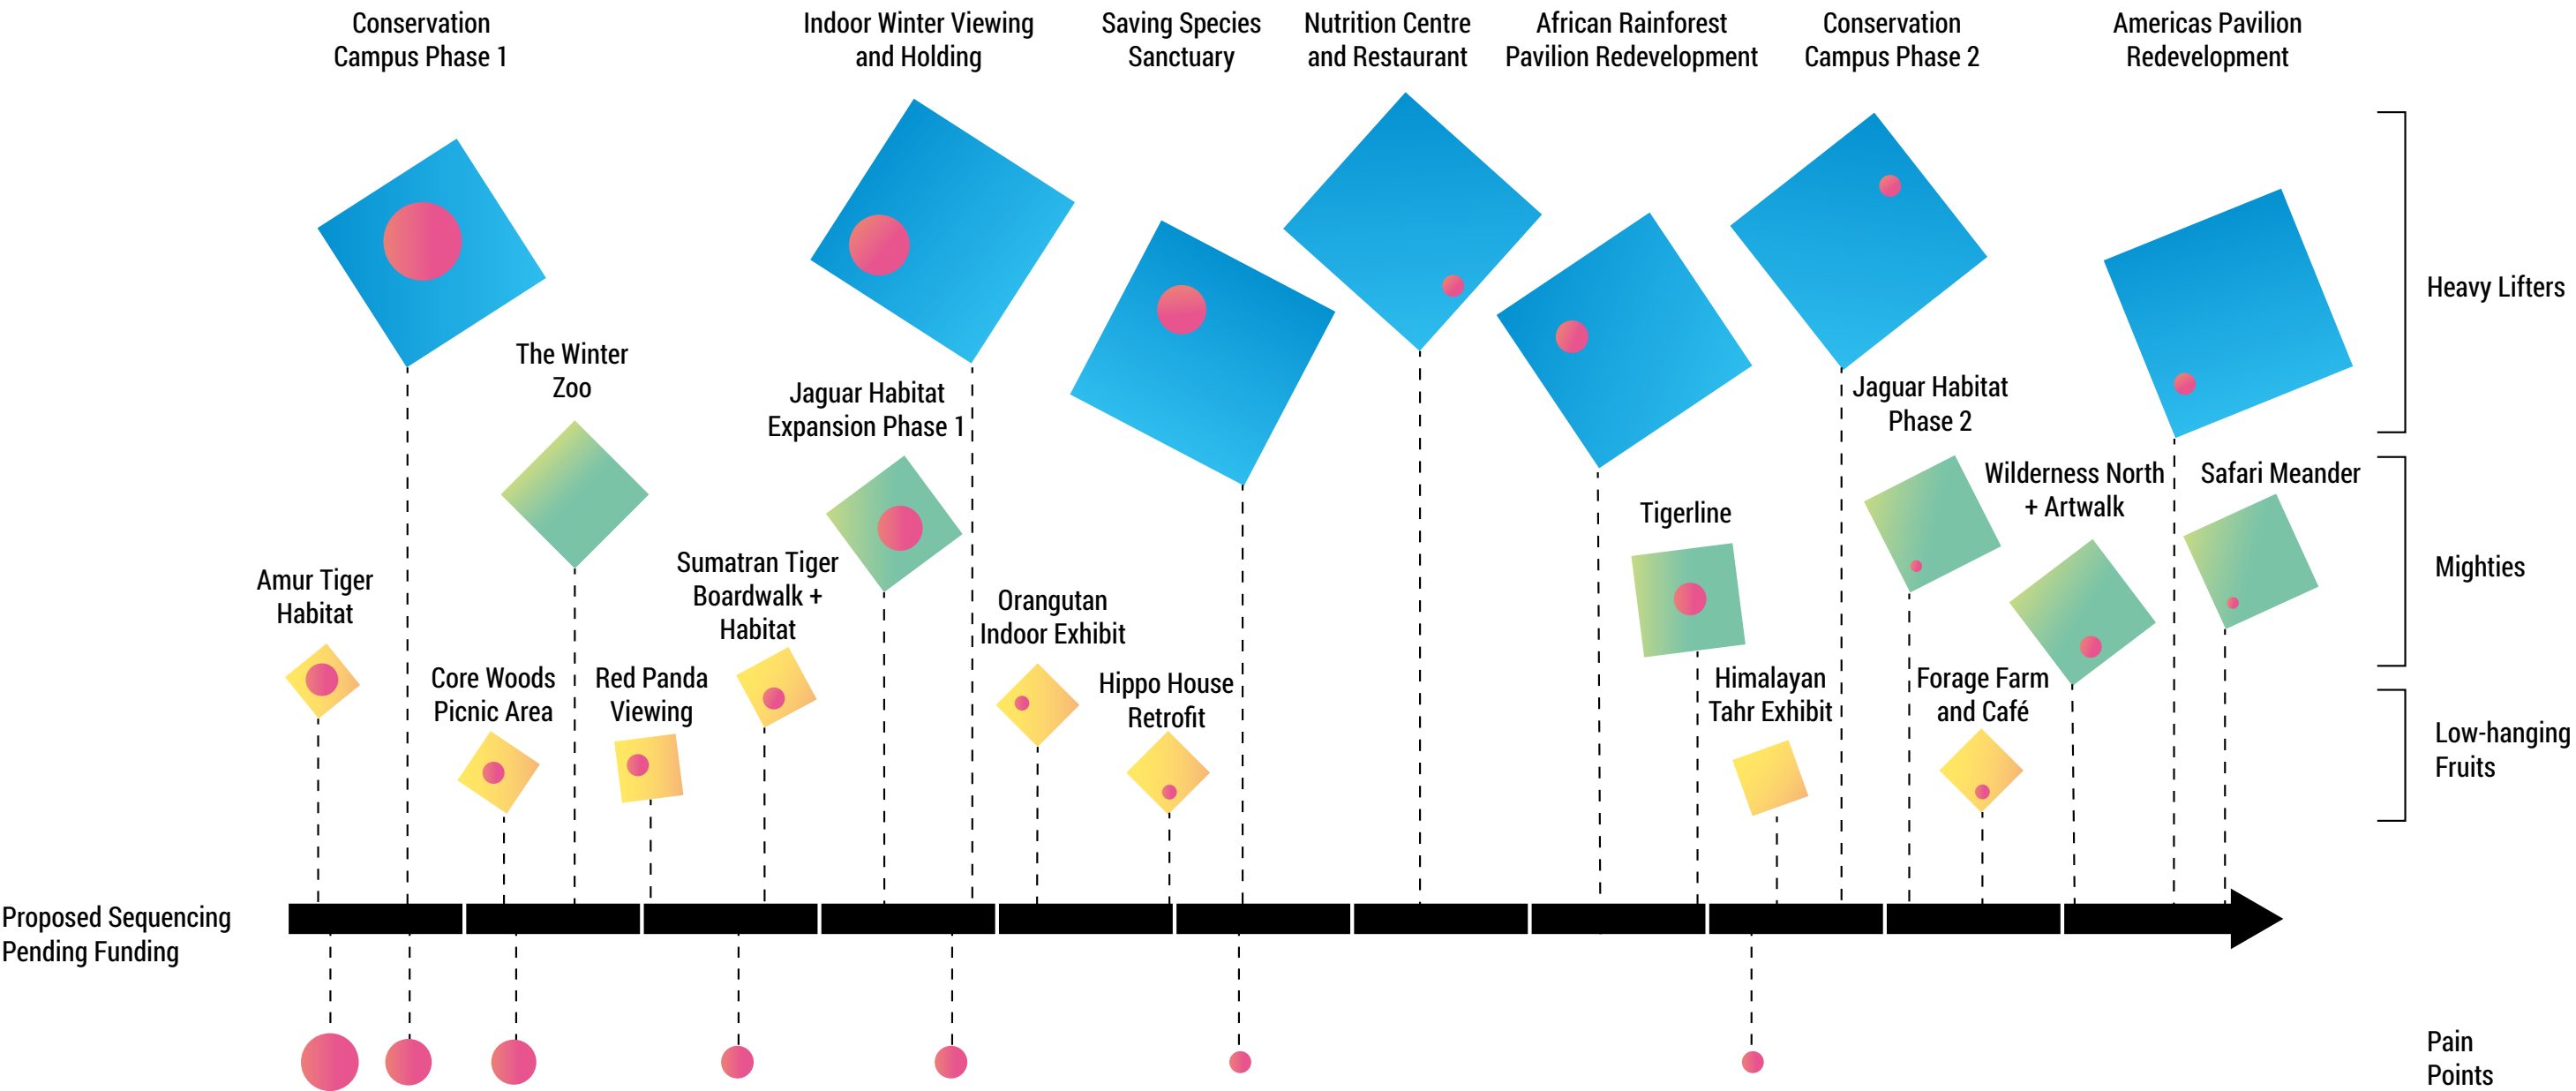 Conservation
Campus Phase 1
Indoor Winter Viewing
and Holding
Saving Species
Sanctuary
Nutrition Centre
and Restaurant
African Rainforest
Pavilion Redevelopment
Conservation
Campus Phase 2
Americas Pavilion
Redevelopment
Heavy Lifters
The Winter
Zoo
Jaguar Habitat
Expansion Phase 1
Jaguar Habitat
Phase 2
Wilderness North
+ Artwalk
Safari Meander
Tigerline
Mighties
Amur Tiger
Habitat
Sumatran Tiger
Boardwalk +
Habitat
Orangutan
Indoor Exhibit
Core Woods
Picnic Area
Red Panda
Viewing
Hippo House
Retrofit
Himalayan
Tahr Exhibit
Forage Farm
and Café
Low-hanging
Fruits
Proposed Sequencing
Pending Funding
Pain
Points